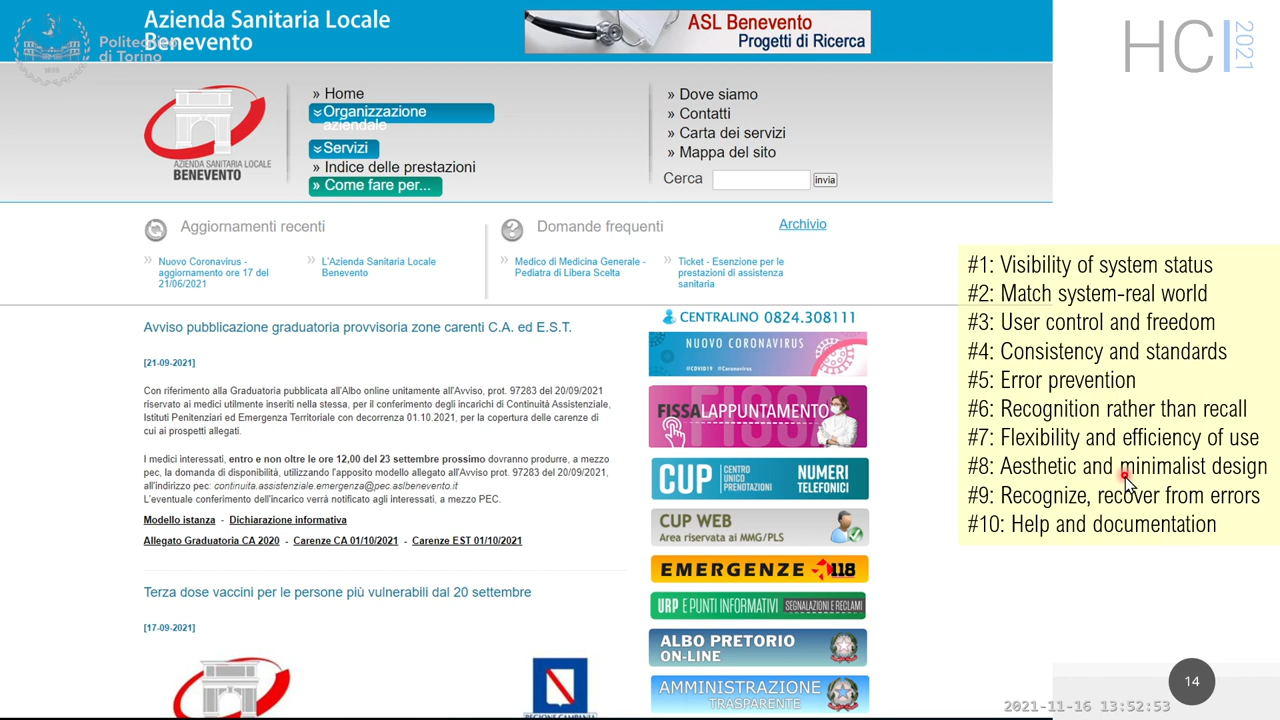 Azienda Sanitaria Locale
Benevento
Politecnico
di Torino
ASL Benevento
Progetti di Ricerca
HCI
2021
AZIENDA SANITARIA LOCALE
BENEVENTO
» Home
Organizzazione
aziendale
Servizi
» Indice delle prestazioni
» Come fare per...
» Dove siamo
» Contatti
» Carta dei servizi
» Mappa del sito
Cerca
invia
Aggiornamenti recenti
Nuovo Coronavirus -
aggiornamento ore 17 del
21/06/2021
L'Azienda Sanitaria Locale
Benevento
Domande frequenti
Archivio
Medico di Medicina Generale -
Pediatra di Libera Scelta
Ticket - Esenzione per le
prestazioni di assistenza
sanitaria
Avviso pubblicazione graduatoria provvisoria zone carenti C.A. ed E.S.T.
[21-09-2021]
Con riferimento alla Graduatoria pubblicata all'Albo online unitamente all'Avviso, prot. 97283 del 20/09/2021
riservato ai medici utilmente inseriti nella stessa, per il conferimento degli incarichi di Continuità Assistenziale,
Istituti Penitenziari ed Emergenza Territoriale con decorrenza 01.10.2021, per la copertura delle carenze di
cui ai prospetti allegati.
I medici interessati, entro e non oltre le ore 12,00 del 23 settembre prossimo dovranno produrre, a mezzo
pec, la domanda di disponibilità, utilizzando l'apposito modello allegato all'Avviso prot. 97283 del 20/09/2021,
all'indirizzo pec: continuita.assistenziale.emergenza@pec.aslbenevento.it
L'eventuale conferimento dell'incarico verrà notificato agli interessati, a mezzo PEC.
Modello istanza - Dichiarazione informativa
Allegato Graduatoria CA 2020 - Carenze CA 01/10/2021 - Carenze EST 01/10/2021
Terza dose vaccini per le persone più vulnerabili dal 20 settembre
[17-09-2021]
REGIONE CAMPANIA
CENTRALINO 0824.308111
NUOVO CORONAVIRUS
#COVID19 #Coronavirus
FISSALAPPUNTAMENTO
FISSA
CUP
CENTRO
UNICO
PRENOTAZIONI
NUMERI
TELEFONICI
CUP WEB
Area riservata ai MMG/PLS
EMERGENZE 118
URP E PUNTI INFORMATIVI SEGNALAZIONI E RECLAMI
ALBO PRETORIO
ON-LINE
AMMINISTRAZIONE
TRASPARENTE
#1: Visibility of system status
#2: Match system-real world
#3: User control and freedom
#4: Consistency and standards
#5: Error prevention
#6: Recognition rather than recall
#7: Flexibility and efficiency of use
#8: Aesthetic and minimalist design
#9: Recognize, recover from errors
#10: Help and documentation
14
2021-11-16 13:52:53